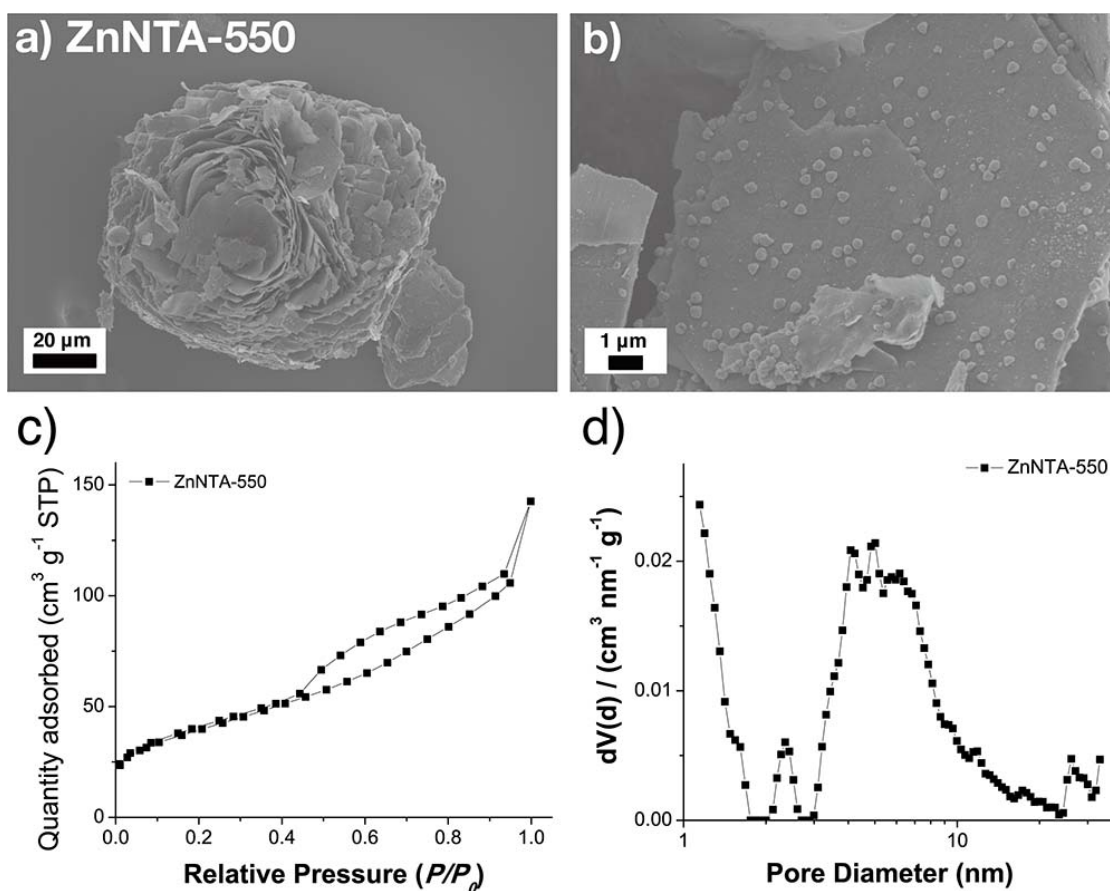 a) ZnNTA-550
20 µm
b)
1 µm
c)
ZnNTA-550
Quantity adsorbed (cm³ g⁻¹ STP)
150
100
50
0
0.0 0.2 0.4 0.6 0.8 1.0
Relative Pressure (P/P₀)
d)
ZnNTA-550
dV(d) / (cm³ nm⁻¹ g⁻¹)
0.02
0.01
0.00
1 10
Pore Diameter (nm)